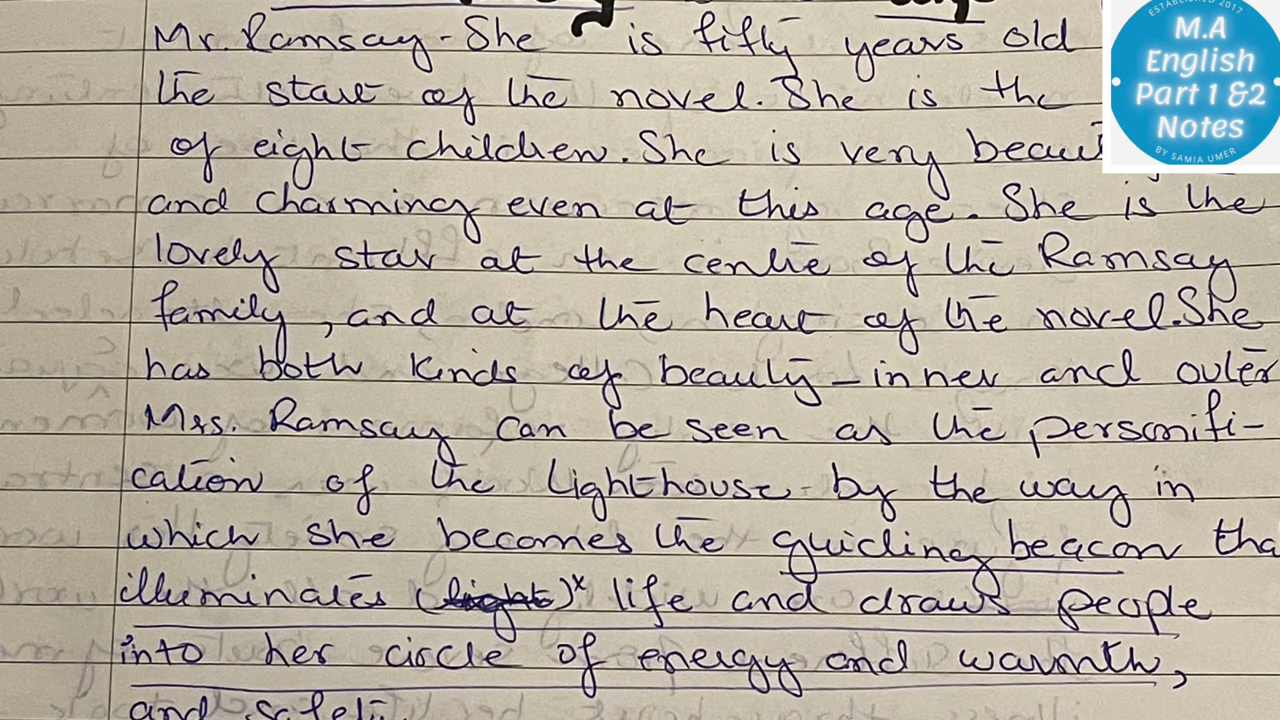 Mr. Ramsay - She is fifty years old
the start of the novel. She is the
of eight children. She is very beauti
and charming even at this age. She is the
lovely star at the centre of the Ramsay
family, and at the heart of the novel. She
has both kinds of beauty - inner and outer
Mrs. Ramsay can be seen as the personifi-
cation of the lighthouse by the way in
which she becomes the guiding beacon tha
illuminates (light)* life and draws people
into her circle of energy and warmth,
and safety.
ESTABLISHED 2017
M.A
English
Part 1 &2
Notes
BY SAMIA UMER